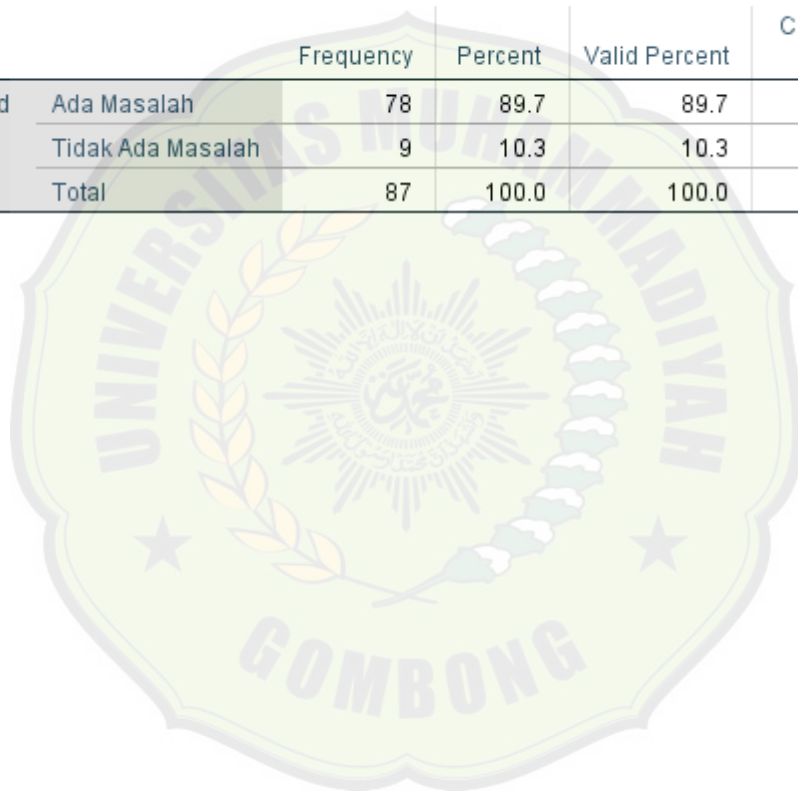 C
Frequency Percent Valid Percent
d Ada Masalah 78 89.7 89.7
Tidak Ada Masalah 9 10.3 10.3
Total 87 100.0 100.0
UNIVERSITAS MUHAMMADIYAH
GOMBONG